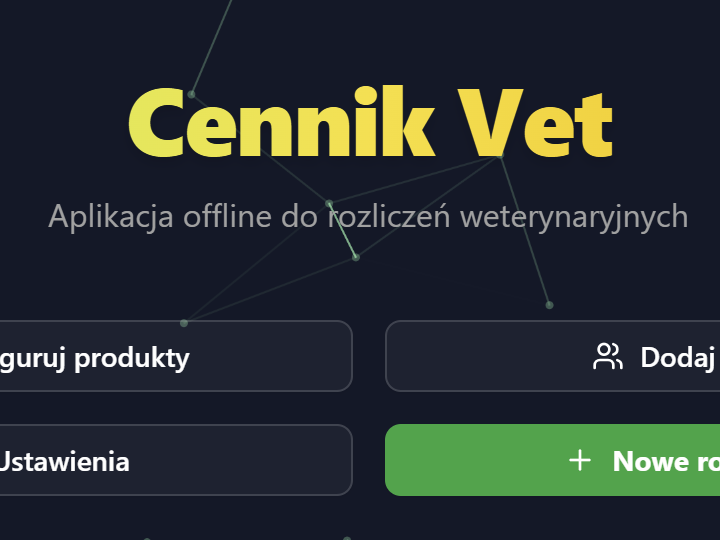 Cennik Vet
Aplikacja offline do rozliczeń weterynaryjnych
guruj produkty
Dodaj
Ustawienia
Nowe ro